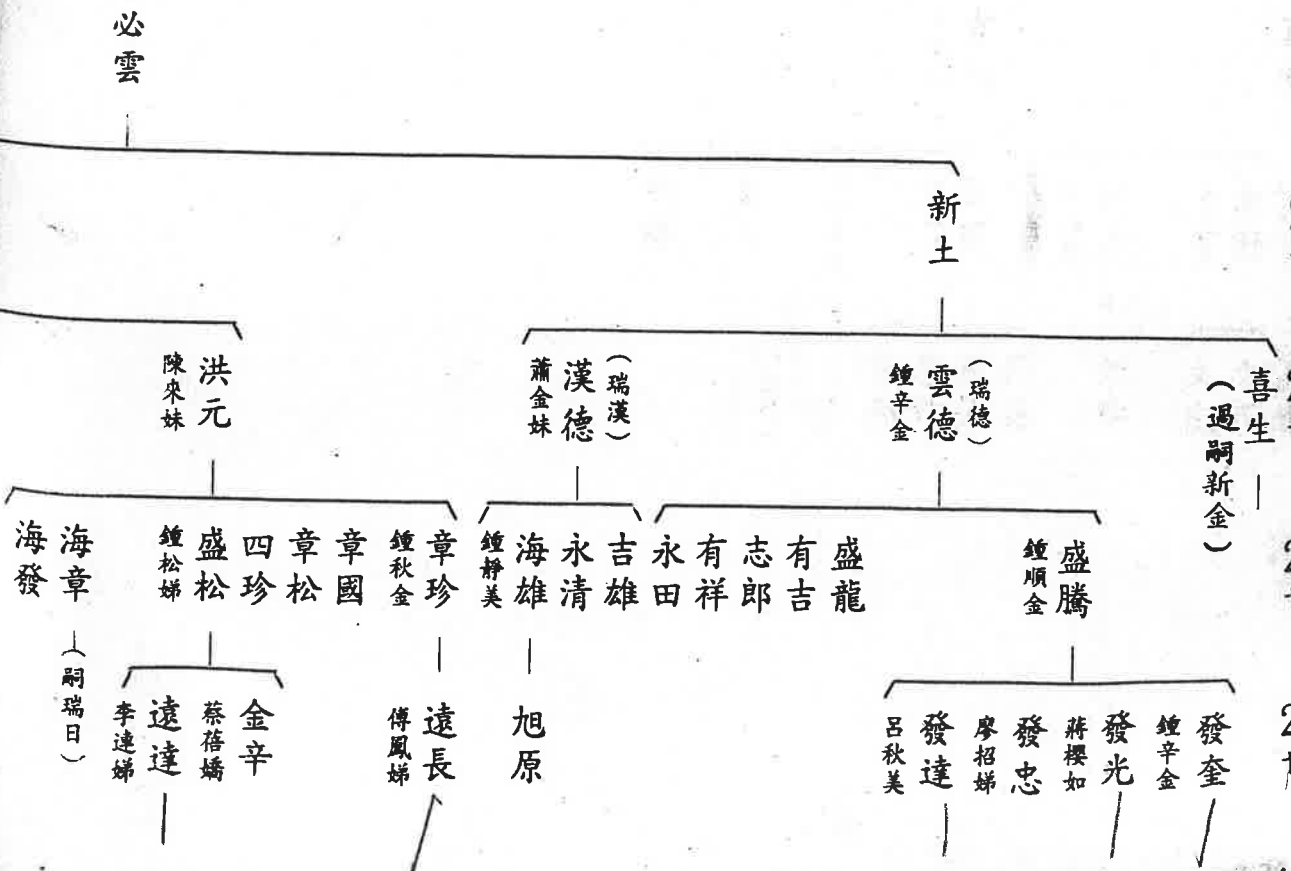 必雲
新土
喜生
（過嗣新金）
（瑞德）
雲德
鍾辛金
（瑞漢）
漢德
蕭金妹
洪元
陳來妹
盛騰
鍾順金
盛龍
有吉
志郎
有祥
永田
吉雄
永清
海雄
鍾靜美
章珍
鍾秋金
章國
章松
四珍
盛松
鍾松娣
海章
（嗣瑞日）
海發
發奎
鍾辛金
發光
蔣櫻如
發忠
廖招娣
發達
呂秋美
旭原
遠長
傅鳳娣
金辛
蔡蓓嬌
遠達
李連娣